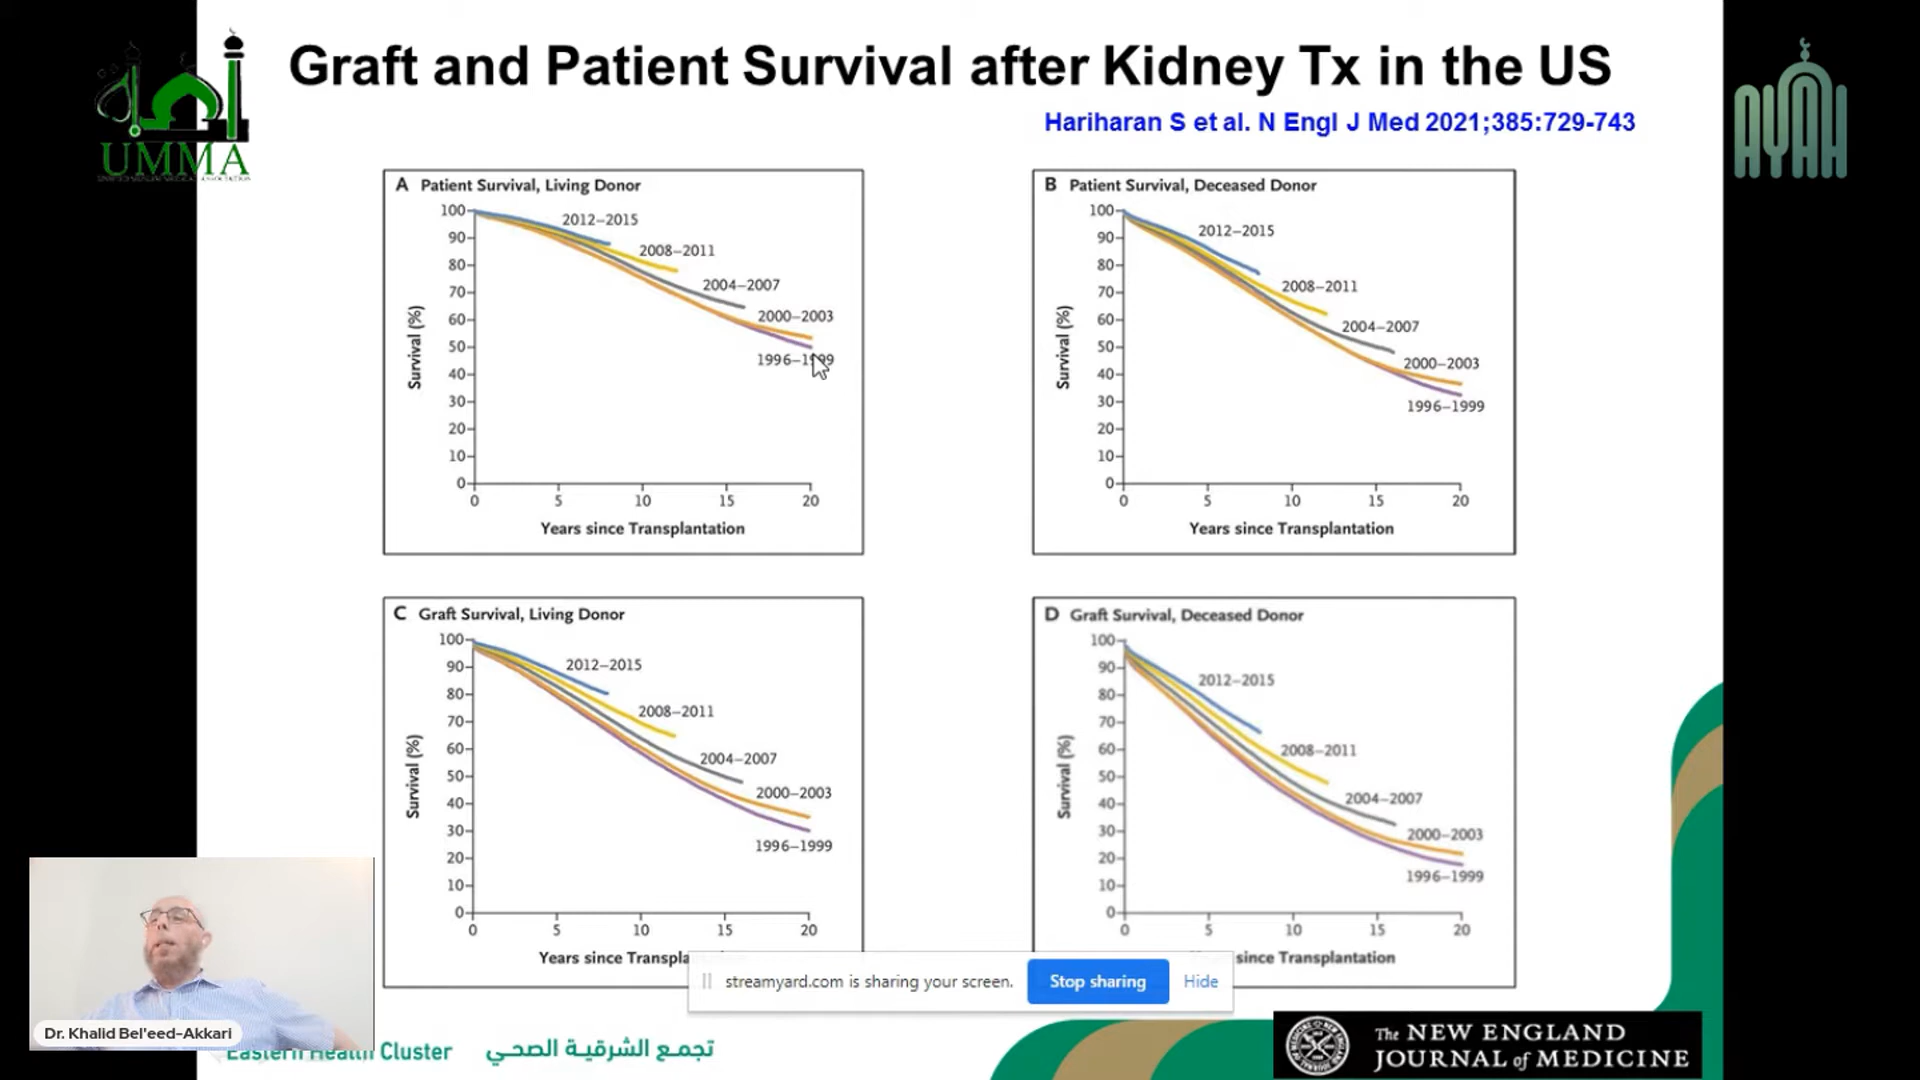 Graft and Patient Survival after Kidney Tx in the US
Hariharan S et al. N Engl J Med 2021;385:729-743
UMMA
AYAH
A Patient Survival, Living Donor
Survival (%)
100
90
80
70
60
50
40
30
20
10
0
2012–2015
2008–2011
2004–2007
2000–2003
1996–1999
0 5 10 15 20
Years since Transplantation
B Patient Survival, Deceased Donor
Survival (%)
100
90
80
70
60
50
40
30
20
10
0
2012–2015
2008–2011
2004–2007
2000–2003
1996–1999
0 5 10 15 20
Years since Transplantation
C Graft Survival, Living Donor
Survival (%)
100
90
80
70
60
50
40
30
20
10
0
2012–2015
2008–2011
2004–2007
2000–2003
1996–1999
0 5 10 15 20
Years since Transpla
D Graft Survival, Deceased Donor
Survival (%)
100
90
80
70
60
50
40
30
20
10
0
2012–2015
2008–2011
2004–2007
2000–2003
1996–1999
0 5 10 15 20
since Transplantation
streamyard.com is sharing your screen.
Stop sharing
Hide
Dr. Khalid Bel'eed-Akkari
Eastern Health Cluster
تجمع الشرقية الصحي
The NEW ENGLAND
JOURNAL of MEDICINE